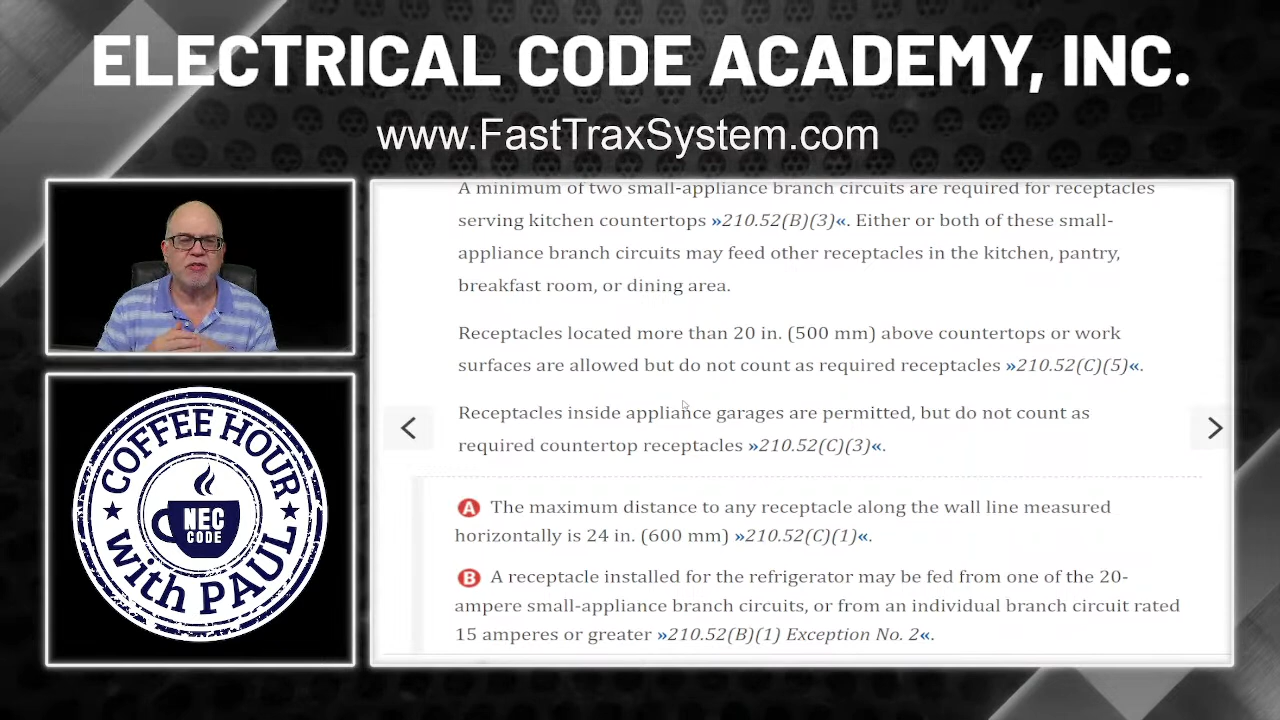 ELECTRICAL CODE ACADEMY, INC.
www.FastTraxSystem.com
A minimum of two small-appliance branch circuits are required for receptacles
serving kitchen countertops »210.52(B)(3)«. Either or both of these small-
appliance branch circuits may feed other receptacles in the kitchen, pantry,
breakfast room, or dining area.
Receptacles located more than 20 in. (500 mm) above countertops or work
surfaces are allowed but do not count as required receptacles »210.52(C)(5)«.
Receptacles inside appliance garages are permitted, but do not count as
required countertop receptacles »210.52(C)(3)«.
A The maximum distance to any receptacle along the wall line measured
horizontally is 24 in. (600 mm) »210.52(C)(1)«.
B A receptacle installed for the refrigerator may be fed from one of the 20-
ampere small-appliance branch circuits, or from an individual branch circuit rated
15 amperes or greater »210.52(B)(1) Exception No. 2«.
COFFEE HOUR
NEC
CODE
with PAUL